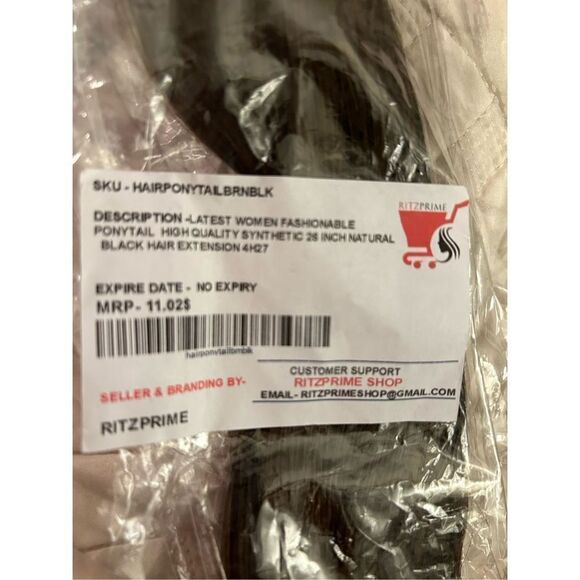 SKU - HAIRPONYTAILBRNBLK
RITZPRIME
DESCRIPTION -LATEST WOMEN FASHIONABLE
PONYTAIL HIGH QUALITY SYNTHETIC 26 INCH NATURAL
BLACK HAIR EXTENSION 4H27
EXPIRE DATE - NO EXPIRY
MRP- 11.02$
hairponytailbrnblk
CUSTOMER SUPPORT
RITZPRIME SHOP
SELLER & BRANDING BY-
EMAIL- RITZPRIMESHOP@GMAIL.COM
RITZPRIME